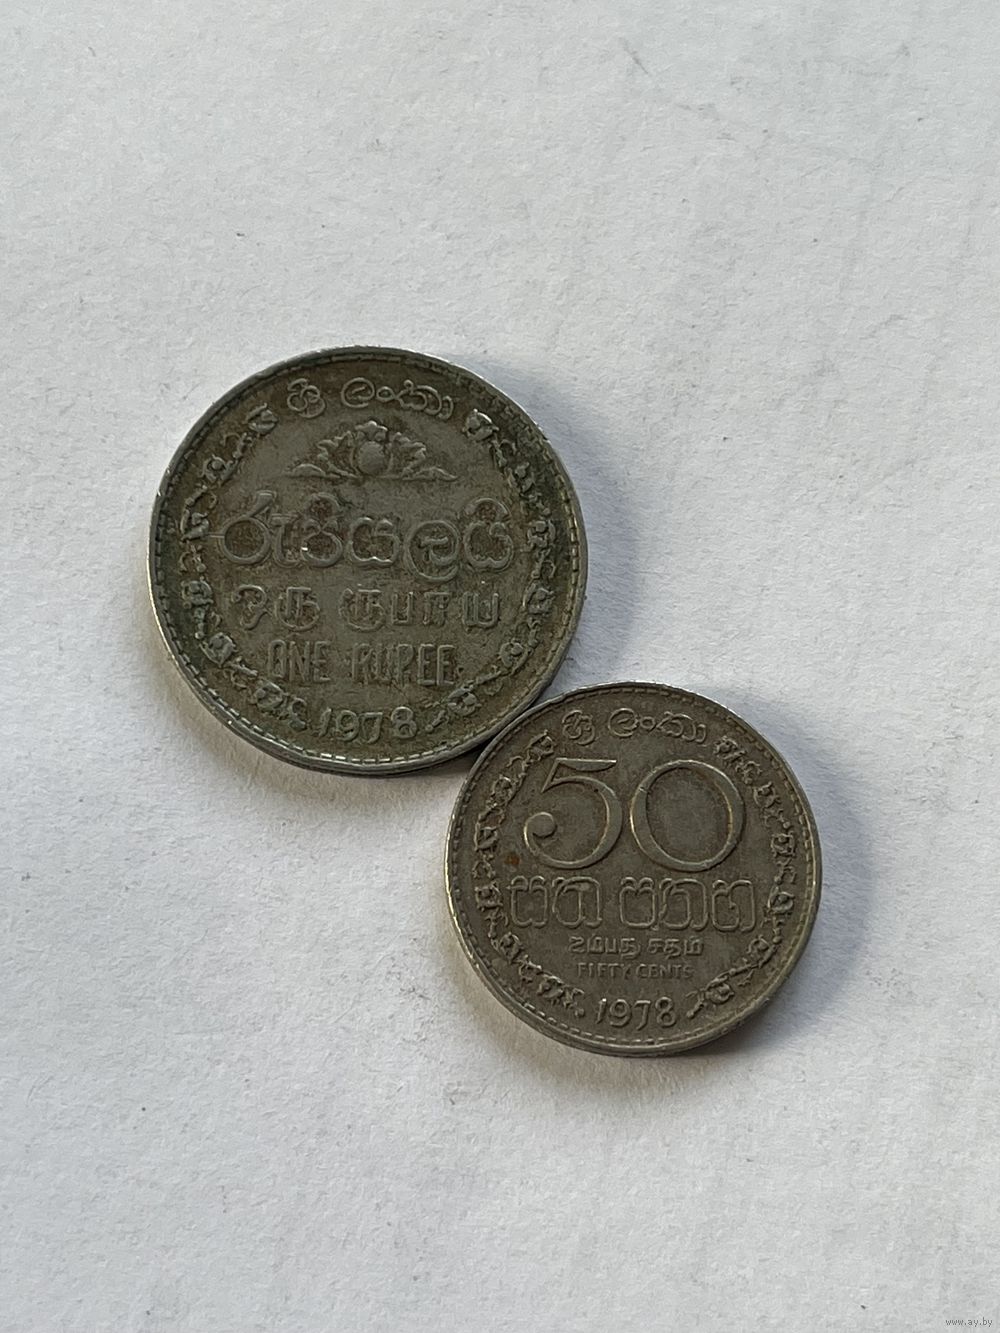 ශ්‍රී ලංකා
රුපියලයි
ஒரு ரூபாய்
ONE RUPEE
1978
ශ්‍රී ලංකා
50
සත පනහ
ஐம்பது சதம்
FIFTY CENTS
1978
www.ay.by